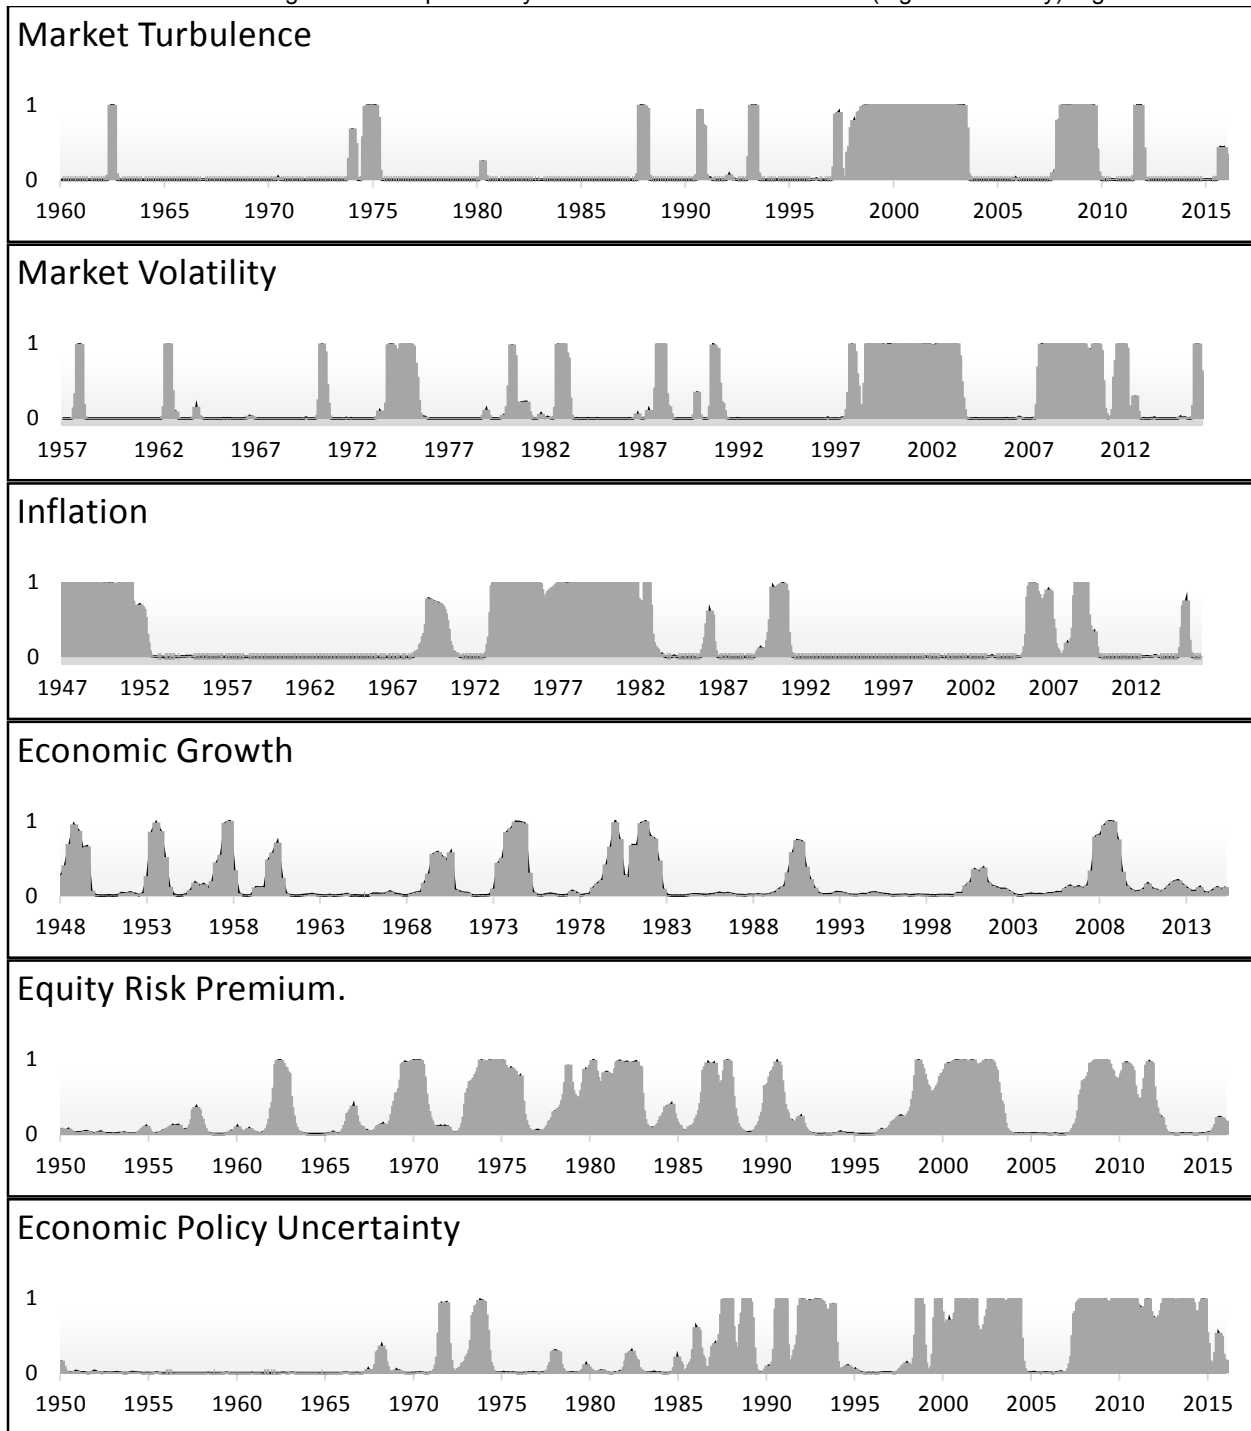 Market Turbulence
1
0
1960 1965 1970 1975 1980 1985 1990 1995 2000 2005 2010 2015
Market Volatility
1
0
1957 1962 1967 1972 1977 1982 1987 1992 1997 2002 2007 2012
Inflation
1
0
1947 1952 1957 1962 1967 1972 1977 1982 1987 1992 1997 2002 2007 2012
Economic Growth
1
0
1948 1953 1958 1963 1968 1973 1978 1983 1988 1993 1998 2003 2008 2013
Equity Risk Premium.
1
0
1950 1955 1960 1965 1970 1975 1980 1985 1990 1995 2000 2005 2010 2015
Economic Policy Uncertainty
1
0
1950 1955 1960 1965 1970 1975 1980 1985 1990 1995 2000 2005 2010 2015